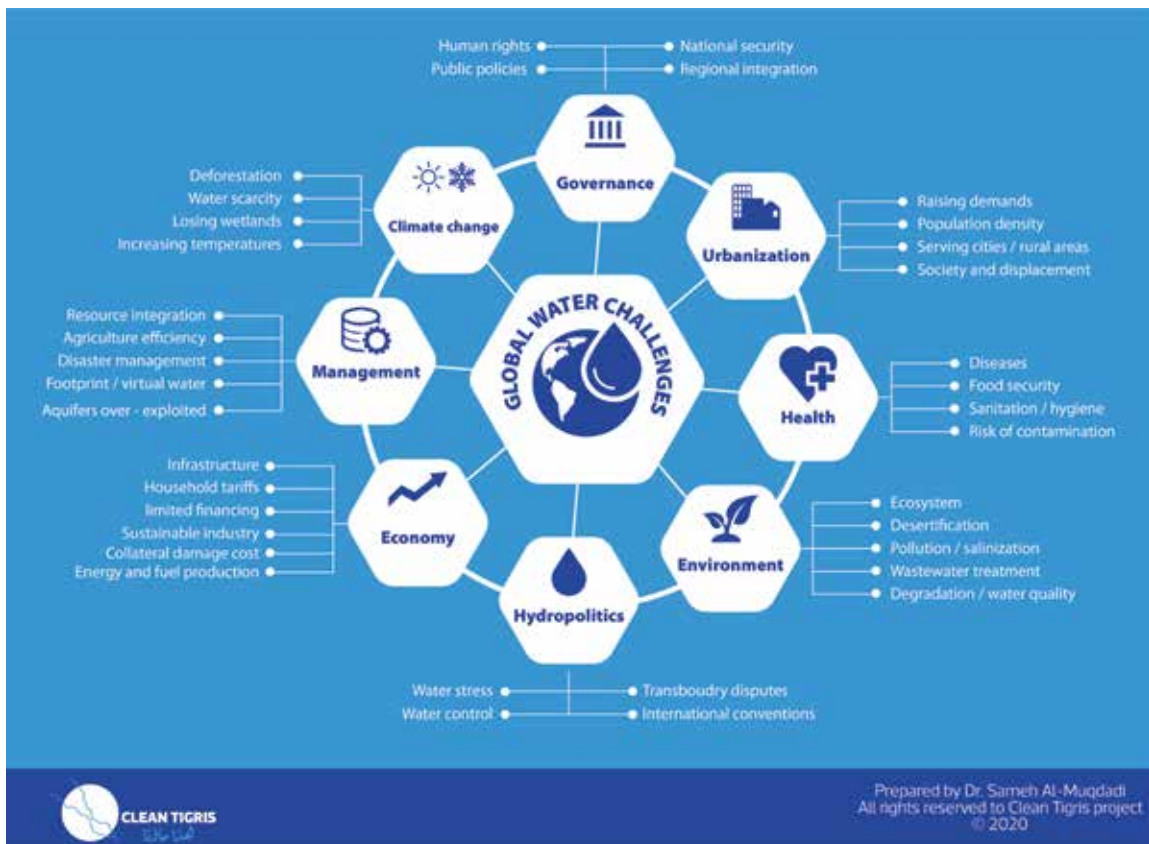 Human rights
National security
Public policies
Regional integration
Governance
Deforestation
Water scarcity
Losing wetlands
Increasing temperatures
Climate change
Raising demands
Population density
Serving cities / rural areas
Society and displacement
Urbanization
GLOBAL WATER CHALLENGES
Resource integration
Agriculture efficiency
Disaster management
Footprint / virtual water
Aquifers over - exploited
Management
Diseases
Food security
Sanitation / hygiene
Risk of contamination
Health
Infrastructure
Household tariffs
limited financing
Sustainable industry
Collateral damage cost
Energy and fuel production
Economy
Ecosystem
Desertification
Pollution / salinization
Wastewater treatment
Degradation / water quality
Environment
Hydropolitics
Water stress
Transboudry disputes
Water control
International conventions
CLEAN TIGRIS
Prepared by Dr. Sameh Al-Muqdadi
All rights reserved to Clean Tigris project
© 2020